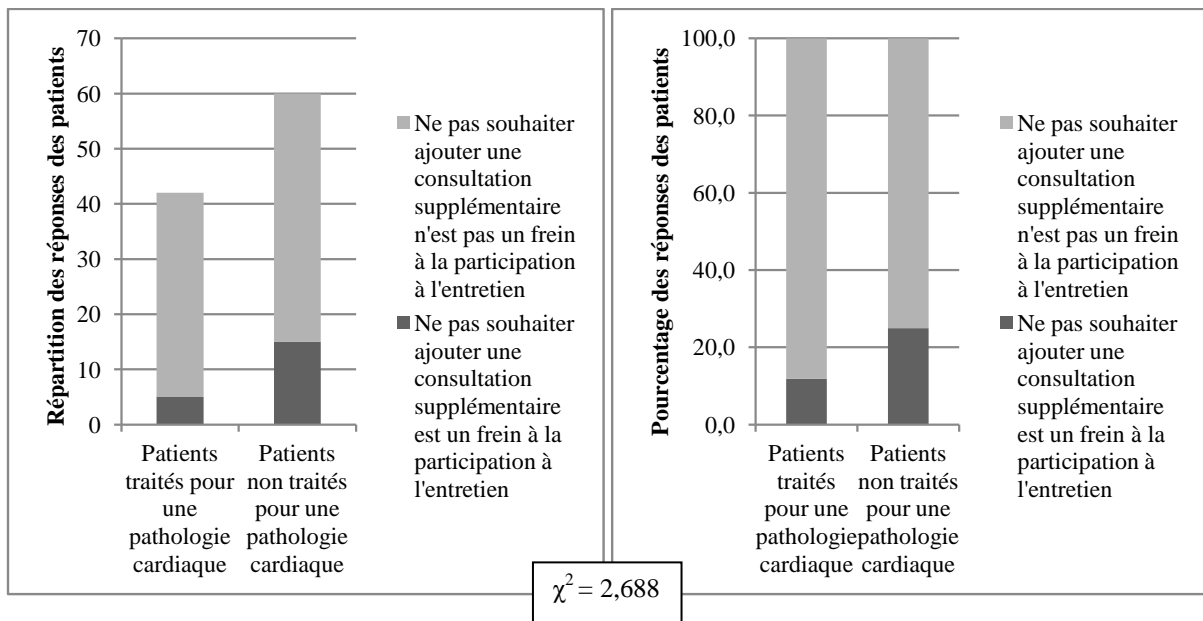 Répartition des réponses des patients
70
60
50
40
30
20
10
0
Patients
traités pour
une
pathologie
cardiaque
Patients
non traités
pour une
pathologie
cardiaque
Ne pas souhaiter
ajouter une
consultation
supplémentaire
n'est pas un frein
à la participation
à l'entretien
Ne pas souhaiter
ajouter une
consultation
supplémentaire
est un frein à la
participation à
l'entretien
Pourcentage des réponses des patients
100,0
80,0
60,0
40,0
20,0
0,0
Patients
traités
pour une
pathologie
cardiaque
Patients
non traités
pour une
pathologie
cardiaque
Ne pas souhaiter
ajouter une
consultation
supplémentaire
n'est pas un frein
à la participation
à l'entretien
Ne pas souhaiter
ajouter une
consultation
supplémentaire
est un frein à la
participation à
l'entretien
χ² = 2,688